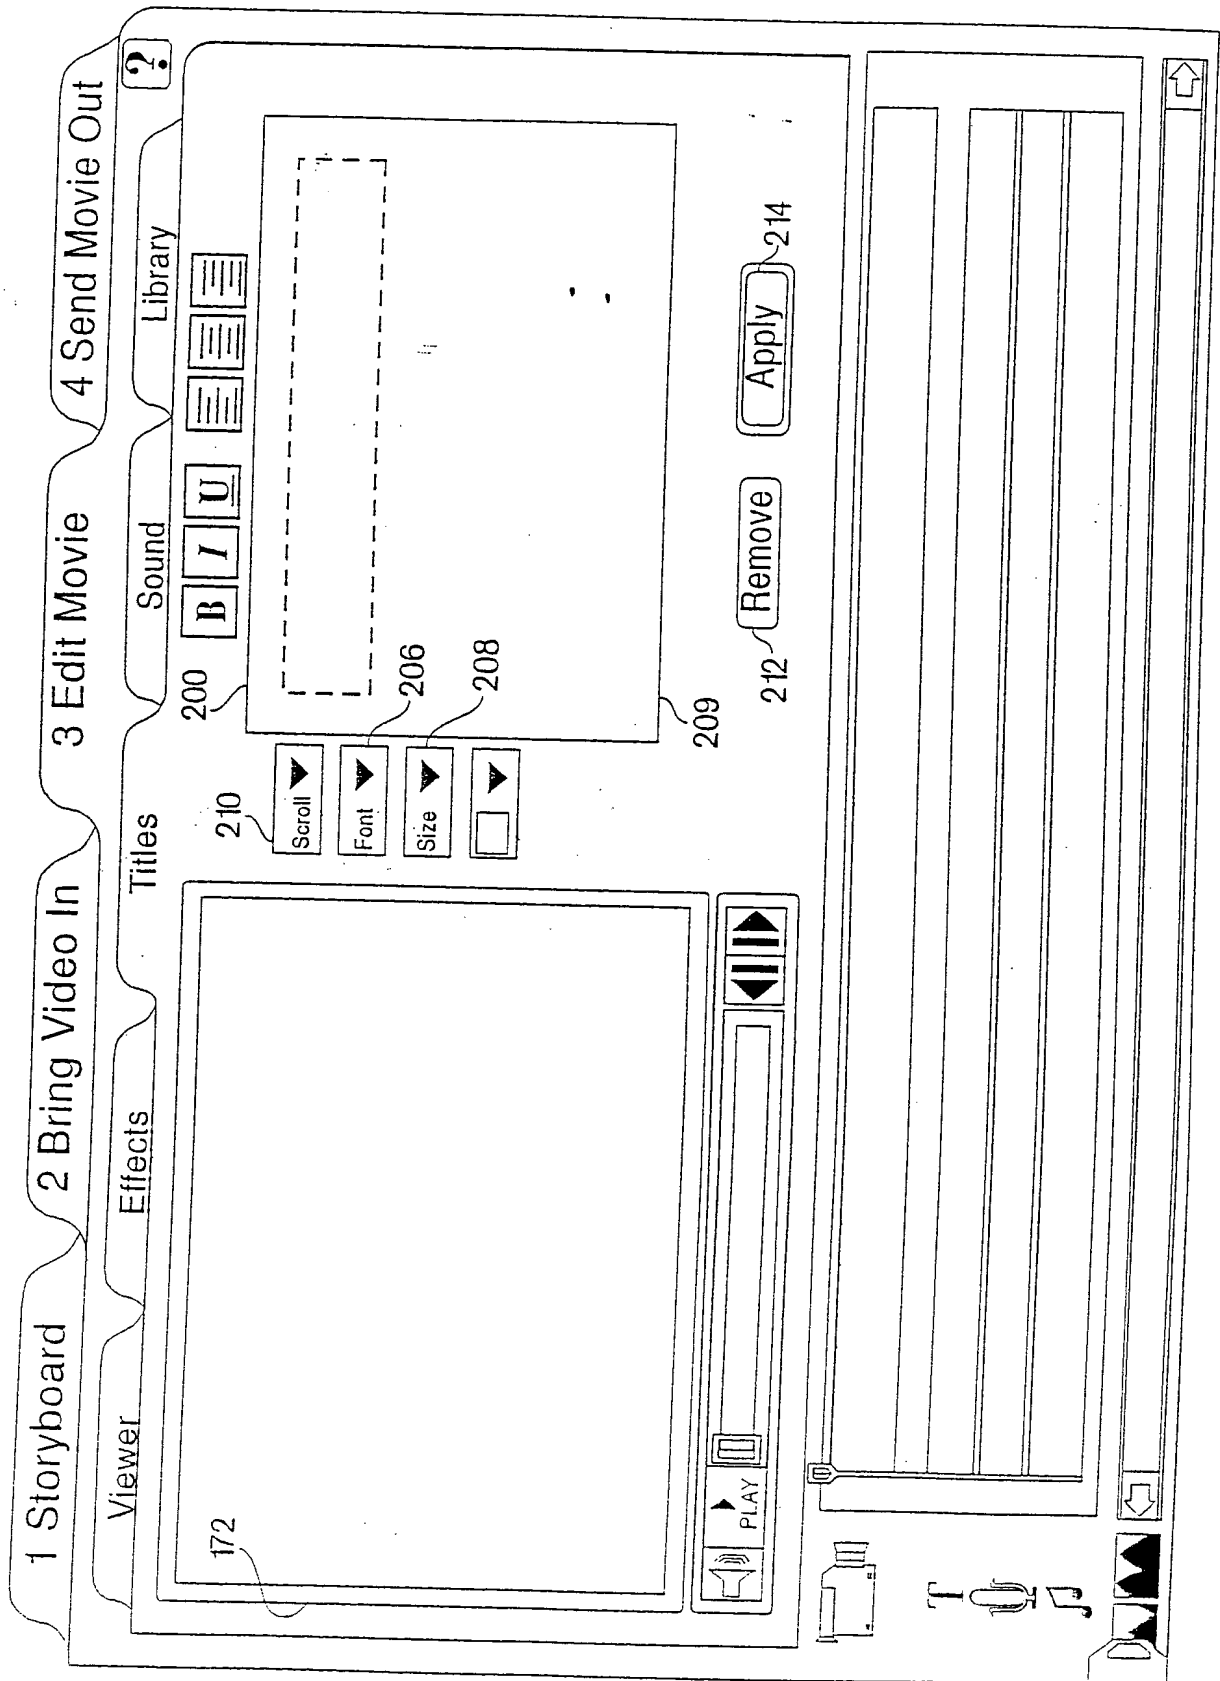 1 Storyboard
2 Bring Video In
3 Edit Movie
4 Send Movie Out
?
Viewer
Effects
Titles
Sound
Library
172
200
B I U
210
Scroll
Font
206
Size
208
209
Remove
212
Apply
214
PLAY
T